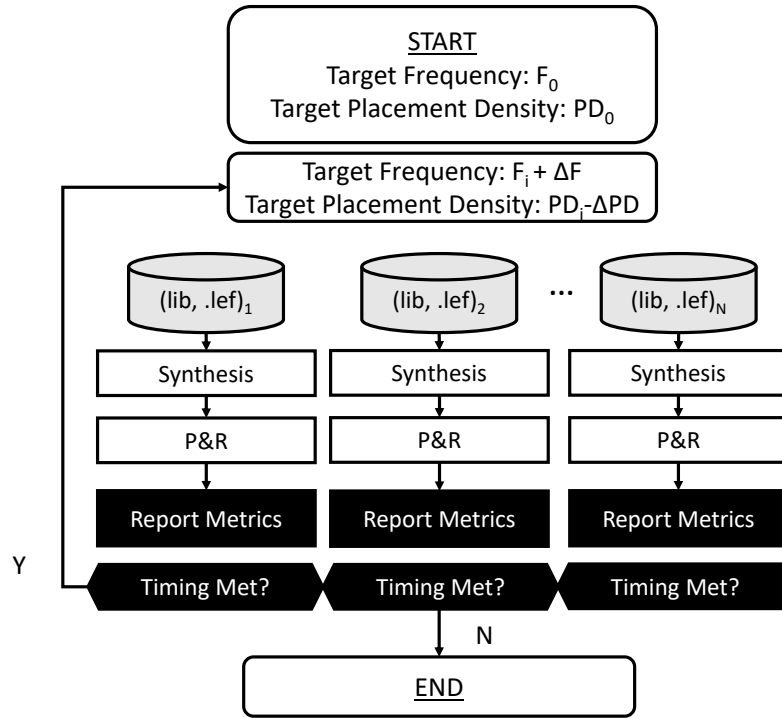 START
Target Frequency: F₀
Target Placement Density: PD₀
Target Frequency: Fᵢ + ΔF
Target Placement Density: PDᵢ-ΔPD
(lib, .lef)₁
(lib, .lef)₂
...
(lib, .lef)_N
Synthesis
Synthesis
Synthesis
P&R
P&R
P&R
Report Metrics
Report Metrics
Report Metrics
Y
Timing Met?
Timing Met?
Timing Met?
N
END